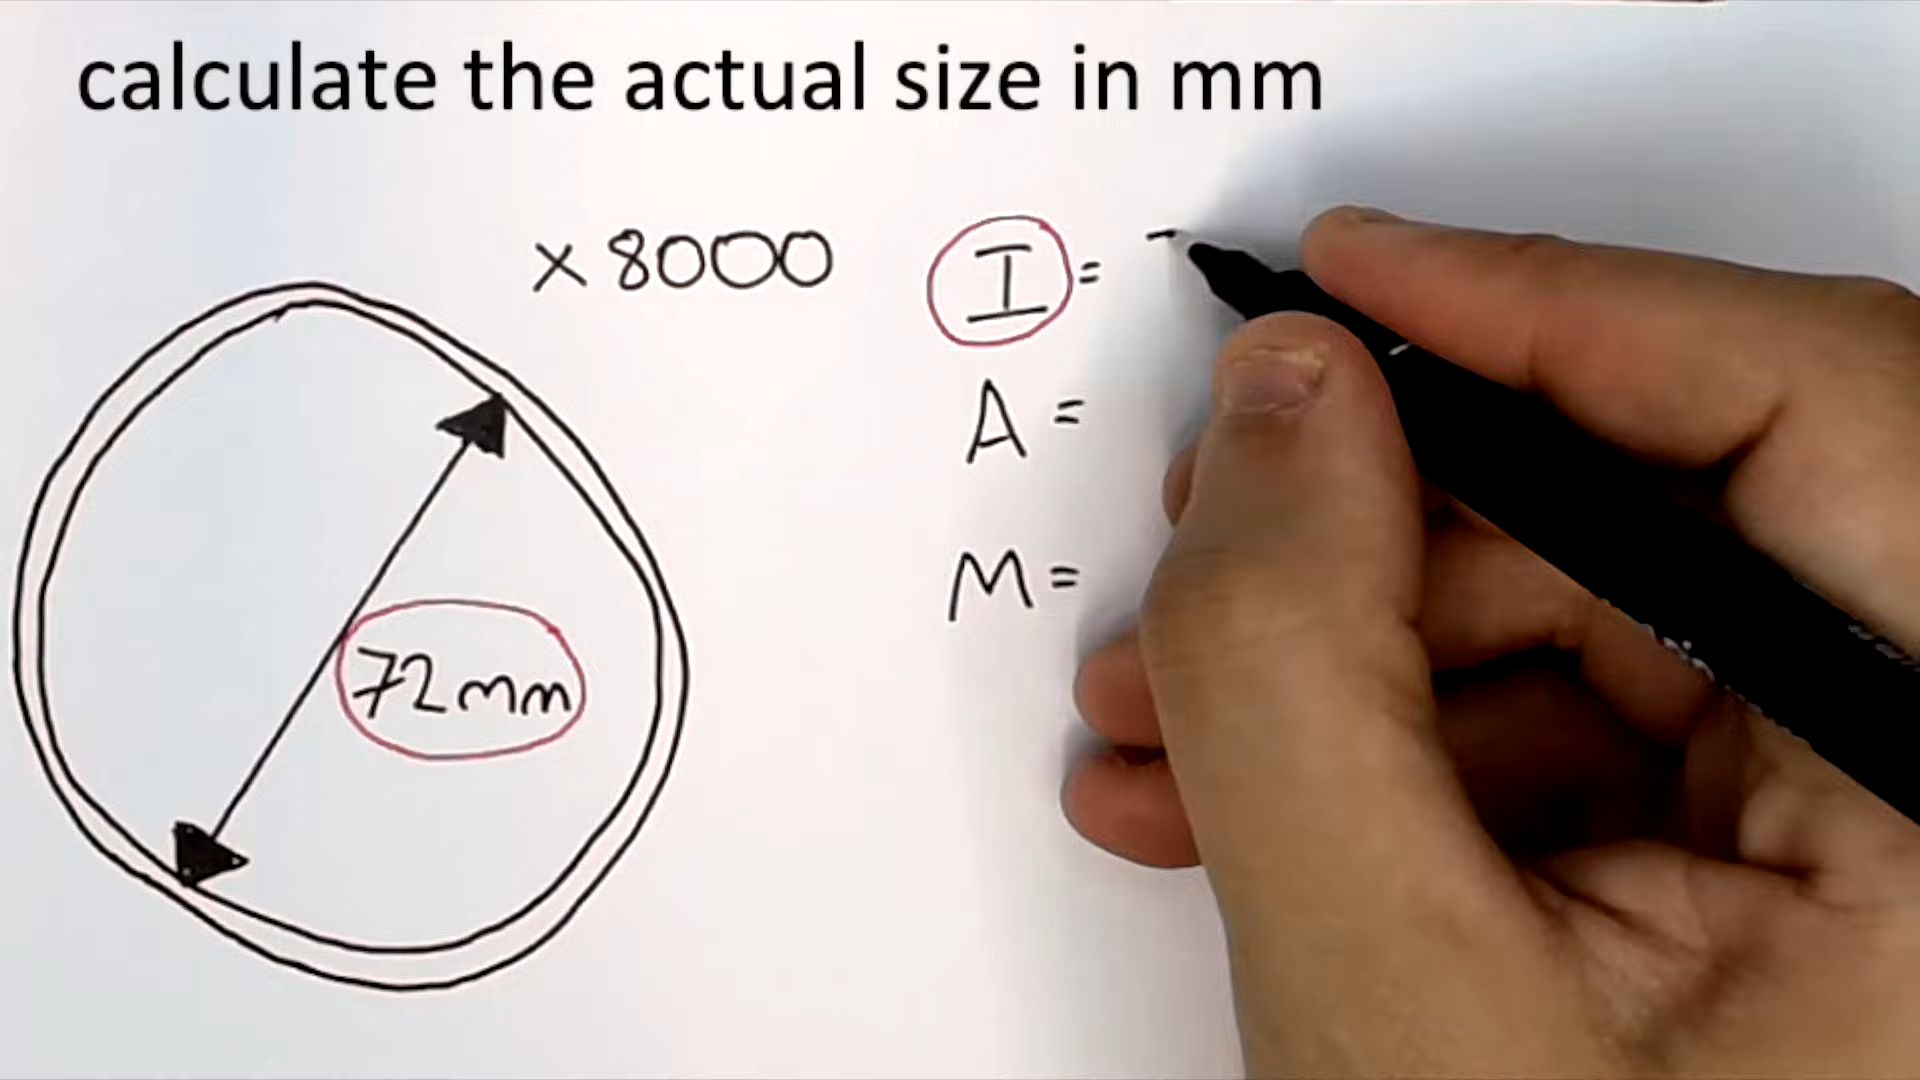 calculate the actual size in mm
× 8000
I =
A =
M =
72mm